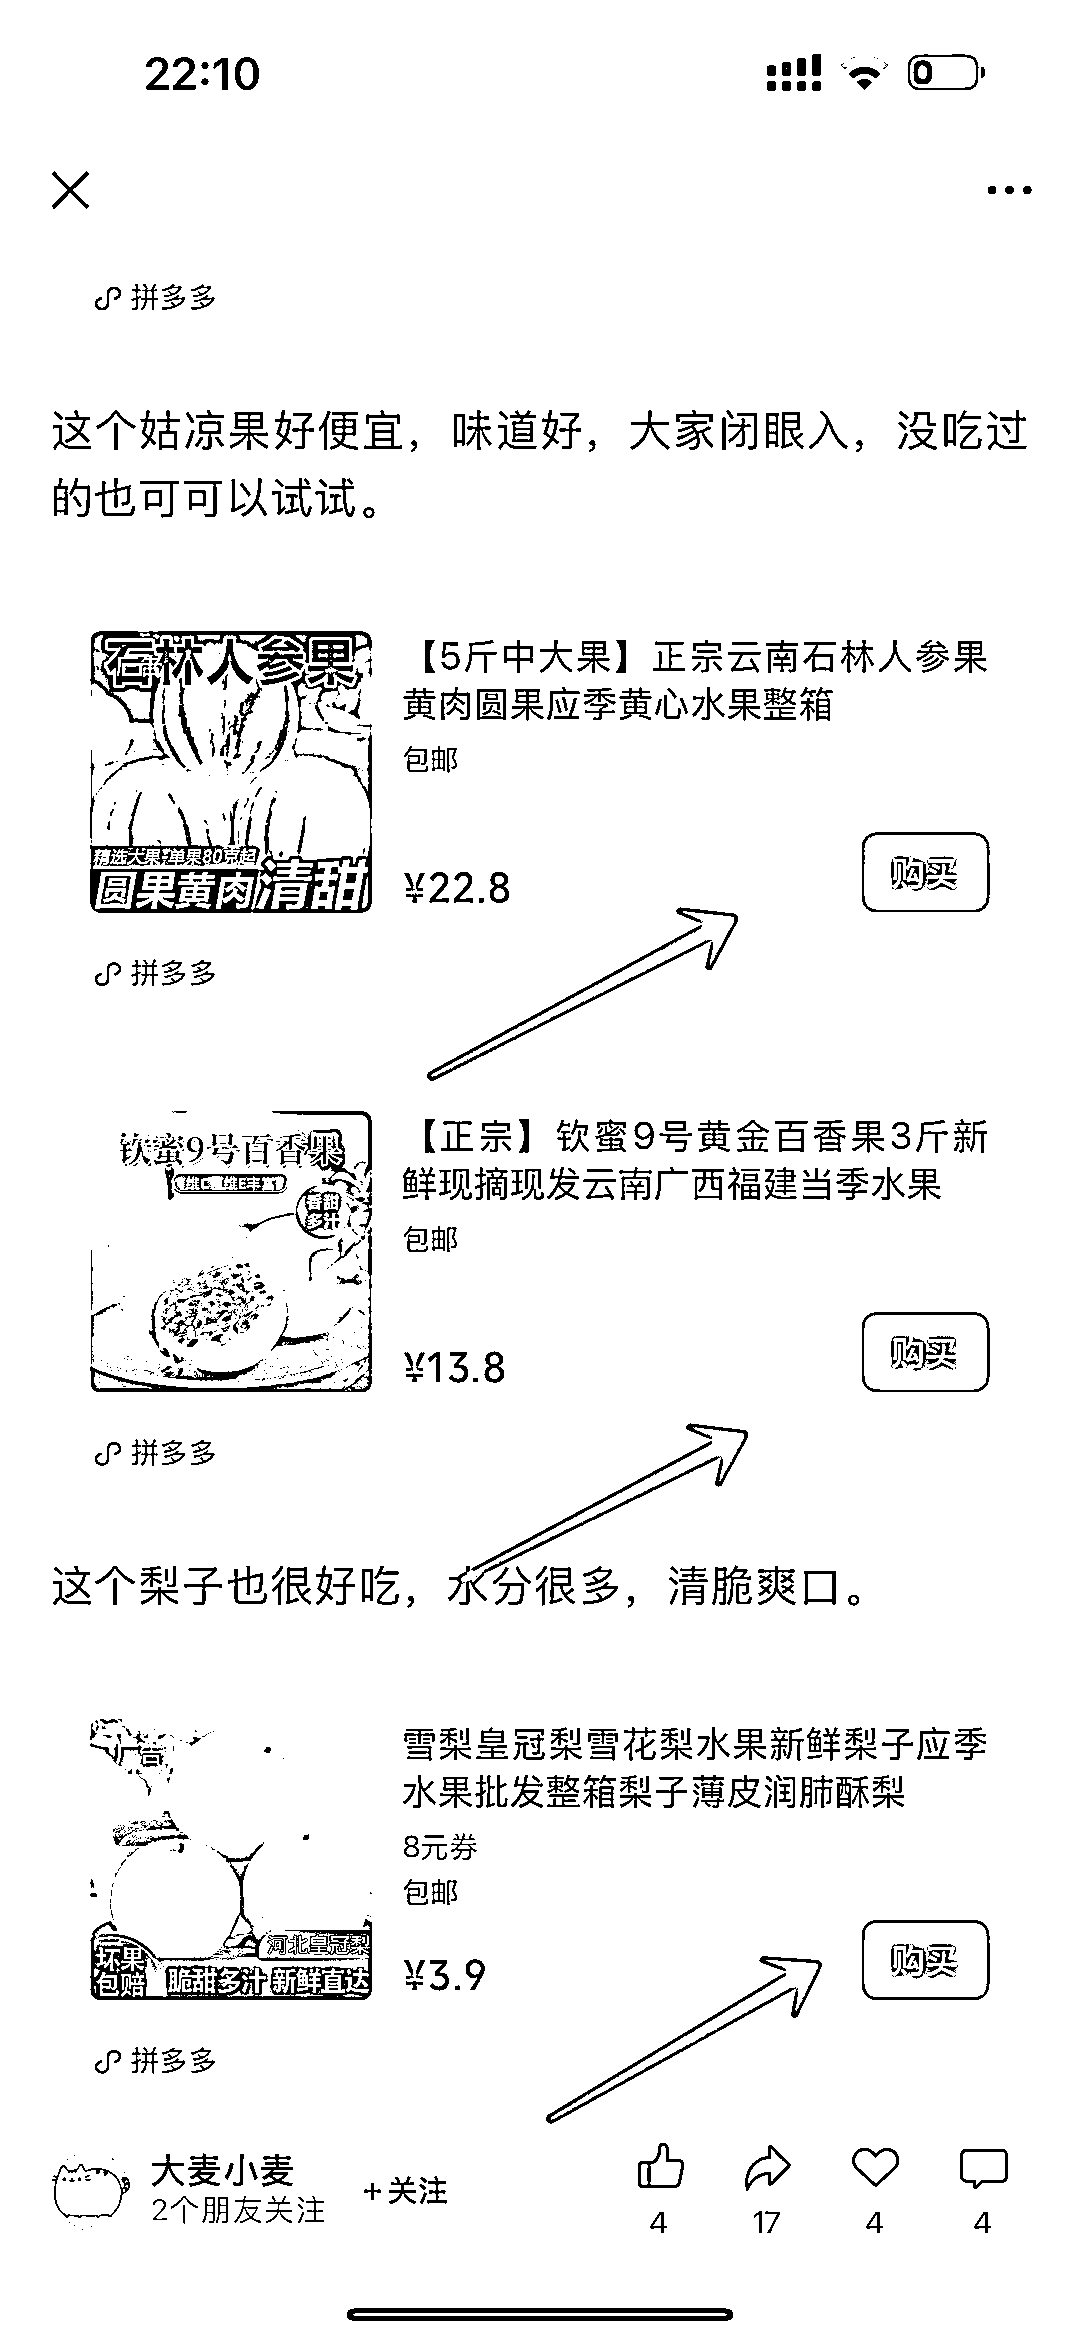 22:10
0
拼多多
这个姑凉果好便宜，味道好，大家闭眼入，没吃过
的也可可以试试。
石林人参果
精选大果·单果80克起
圆果黄肉清甜
【5斤中大果】正宗云南石林人参果
黄肉圆果应季黄心水果整箱
包邮
¥22.8
购买
拼多多
钦蜜9号百香果
香甜
多汁
【正宗】钦蜜9号黄金百香果3斤新
鲜现摘现发云南广西福建当季水果
包邮
¥13.8
购买
拼多多
这个梨子也很好吃，水分很多，清脆爽口。
河北皇冠梨
坏果
包赔
脆甜多汁 新鲜直达
雪梨皇冠梨雪花梨水果新鲜梨子应季
水果批发整箱梨子薄皮润肺酥梨
8元券
包邮
¥3.9
购买
拼多多
大麦小麦
2个朋友关注
+关注
4
17
4
4